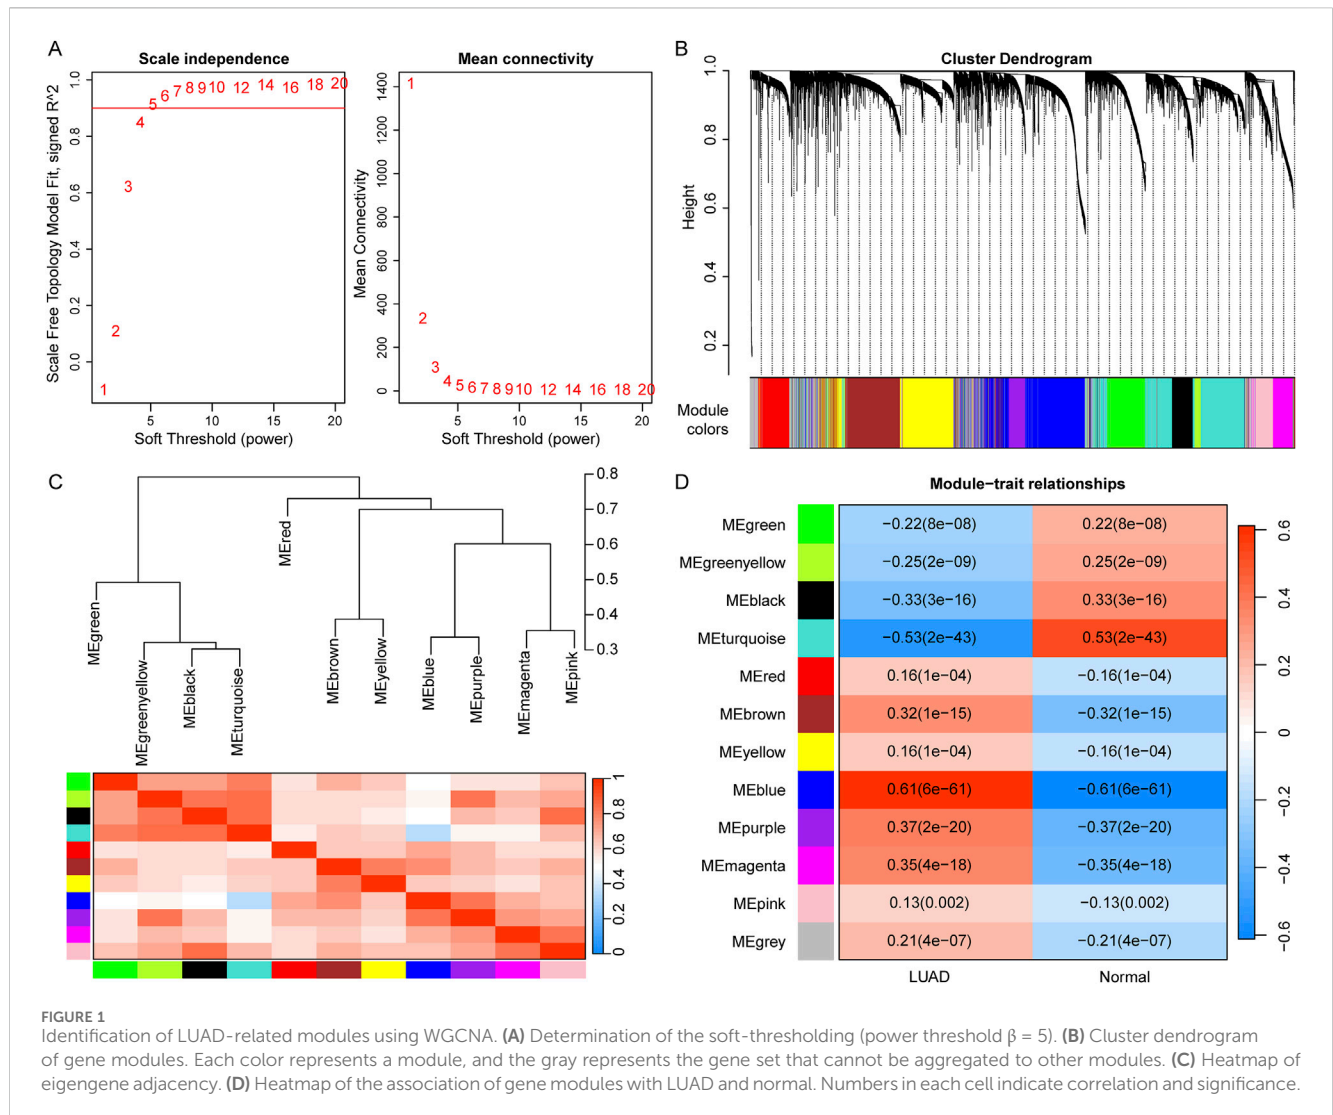 A
Scale independence
Scale Free Topology Model Fit, signed R^2
1.0
0.8
0.6
0.4
0.2
0.0
1
2
3
4
5
6
7
8
9
10
12
14
16
18
20
5
10
15
20
Soft Threshold (power)
Mean connectivity
Mean Connectivity
1400
1200
1000
800
600
400
200
0
1
2
3
4
5
6
7
8
9
10
12
14
16
18
20
5
10
15
20
Soft Threshold (power)
B
Cluster Dendrogram
Height
1.0
0.8
0.6
0.4
0.2
Module
colors
C
0.8
0.7
0.6
0.5
0.4
0.3
MEgreen
MEgreenyellow
MEblack
MEturquoise
MEred
MEbrown
MEyellow
MEblue
MEpurple
MEmagenta
MEpink
1
0.8
0.6
0.4
0.2
0
D
Module−trait relationships
MEgreen −0.22(8e−08) 0.22(8e−08)
MEgreenyellow −0.25(2e−09) 0.25(2e−09)
MEblack −0.33(3e−16) 0.33(3e−16)
MEturquoise −0.53(2e−43) 0.53(2e−43)
MEred 0.16(1e−04) −0.16(1e−04)
MEbrown 0.32(1e−15) −0.32(1e−15)
MEyellow 0.16(1e−04) −0.16(1e−04)
MEblue 0.61(6e−61) −0.61(6e−61)
MEpurple 0.37(2e−20) −0.37(2e−20)
MEmagenta 0.35(4e−18) −0.35(4e−18)
MEpink 0.13(0.002) −0.13(0.002)
MEgrey 0.21(4e−07) −0.21(4e−07)
LUAD Normal
0.6
0.4
0.2
0
−0.2
−0.4
−0.6
FIGURE 1
Identification of LUAD-related modules using WGCNA. (A) Determination of the soft-thresholding (power threshold β = 5). (B) Cluster dendrogram
of gene modules. Each color represents a module, and the gray represents the gene set that cannot be aggregated to other modules. (C) Heatmap of
eigengene adjacency. (D) Heatmap of the association of gene modules with LUAD and normal. Numbers in each cell indicate correlation and significance.